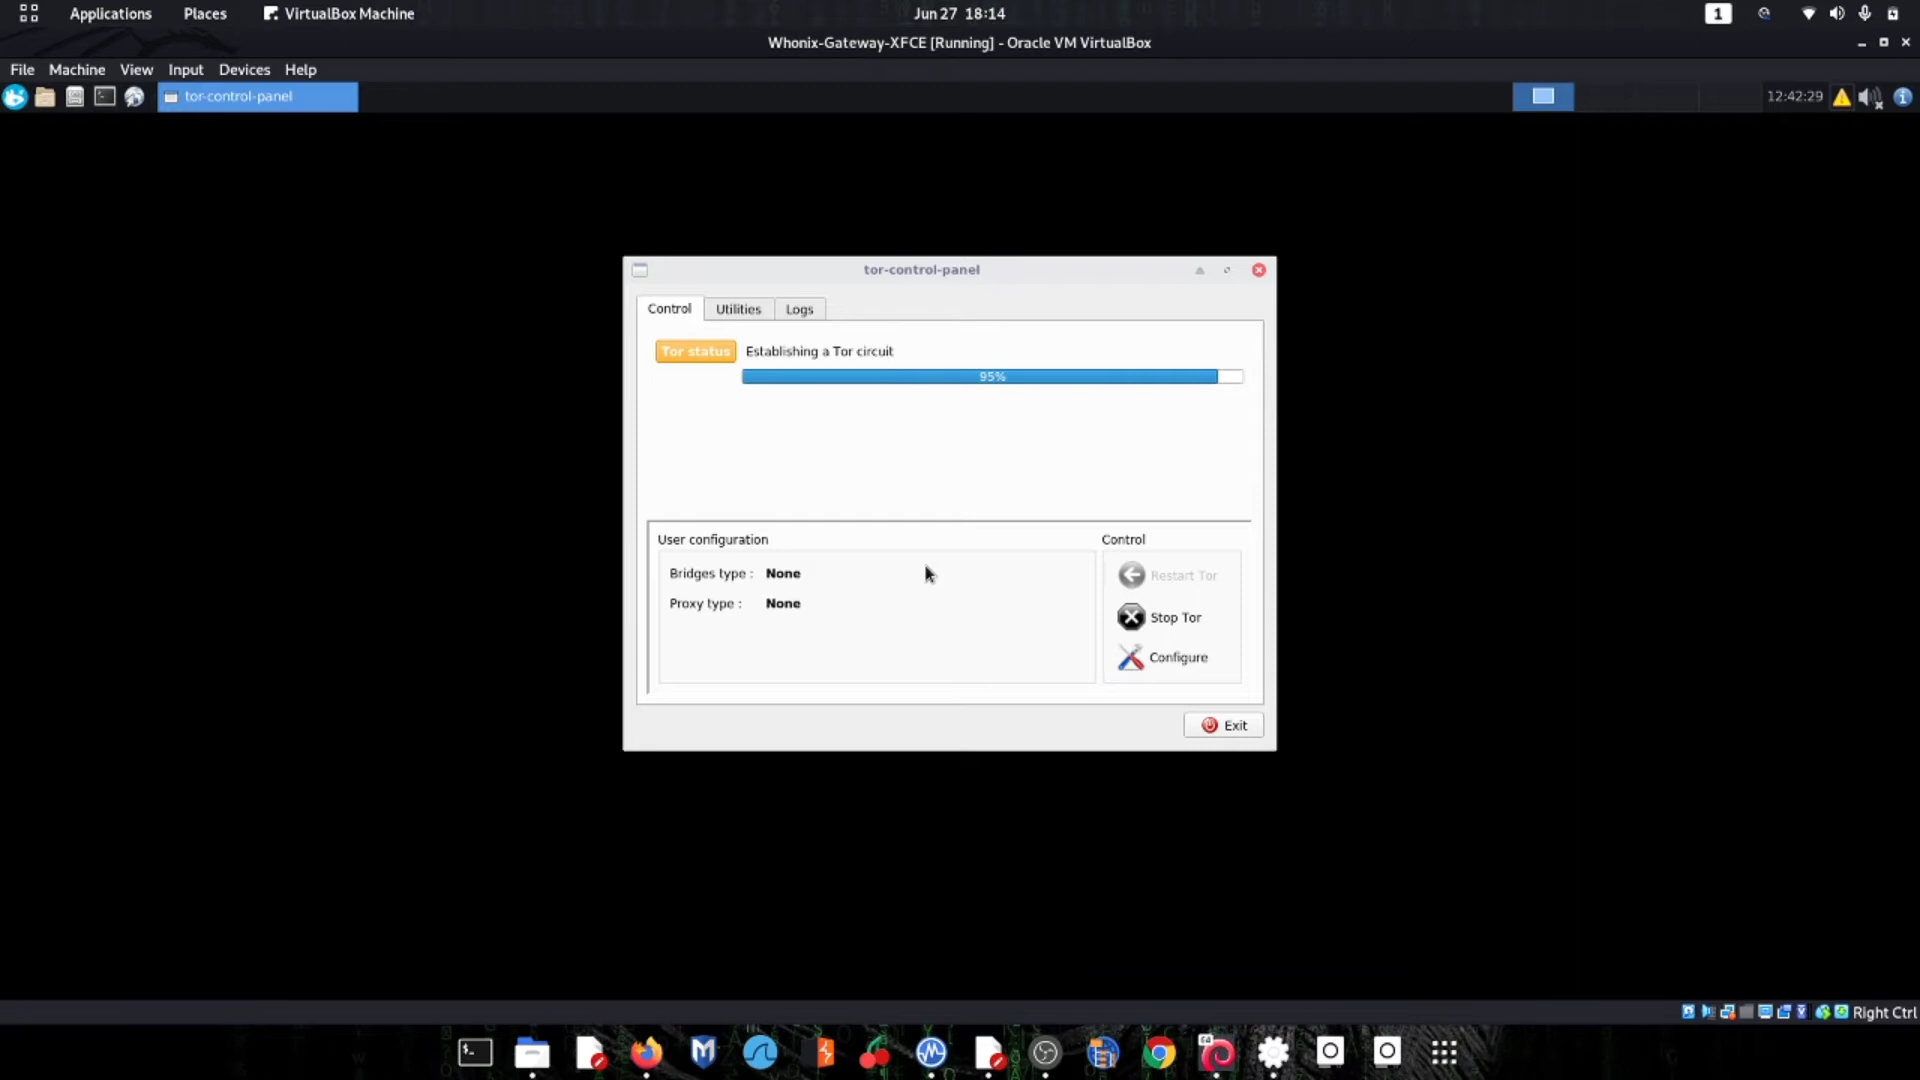 Applications Places VirtualBox Machine Jun 27 18:14 1
Whonix-Gateway-XFCE [Running] - Oracle VM VirtualBox
File Machine View Input Devices Help
tor-control-panel 12:42:29
tor-control-panel
Control Utilities Logs
Tor status Establishing a Tor circuit
95%
User configuration Control
Bridges type : None
Restart Tor
Proxy type : None
Stop Tor
Configure
Exit
Right Ctrl